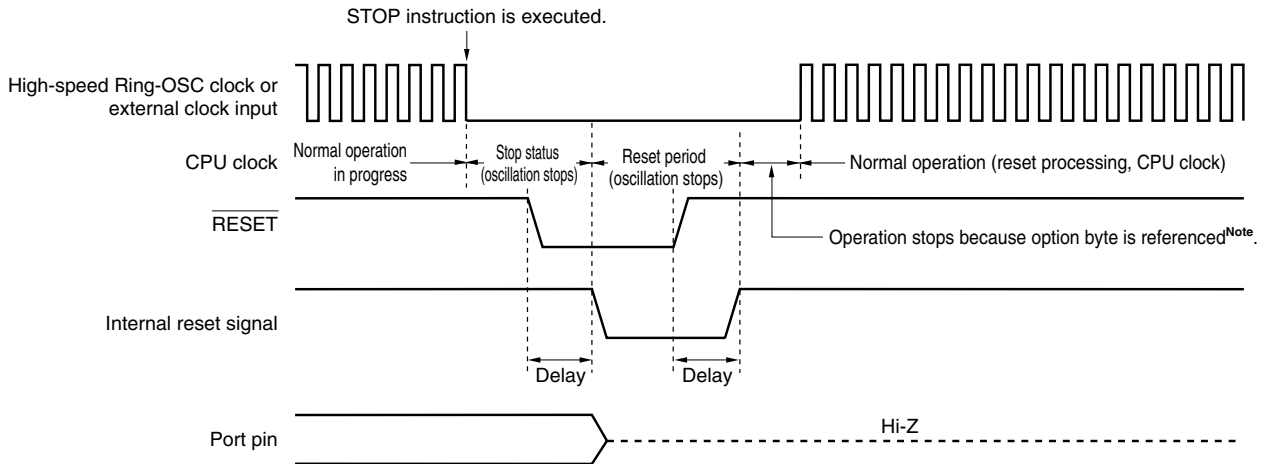 STOP instruction is executed.
High-speed Ring-OSC clock or
external clock input
CPU clock
Normal operation
in progress
Stop status
(oscillation stops)
Reset period
(oscillation stops)
Normal operation (reset processing, CPU clock)
RESET
Operation stops because option byte is referencedNote.
Internal reset signal
Delay
Delay
Port pin
Hi-Z